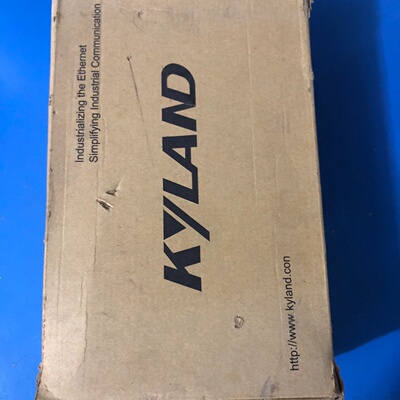 Industrializing the Ethernet
Simplifying Industrial Communication
KYLAND
http://www.kyland.con